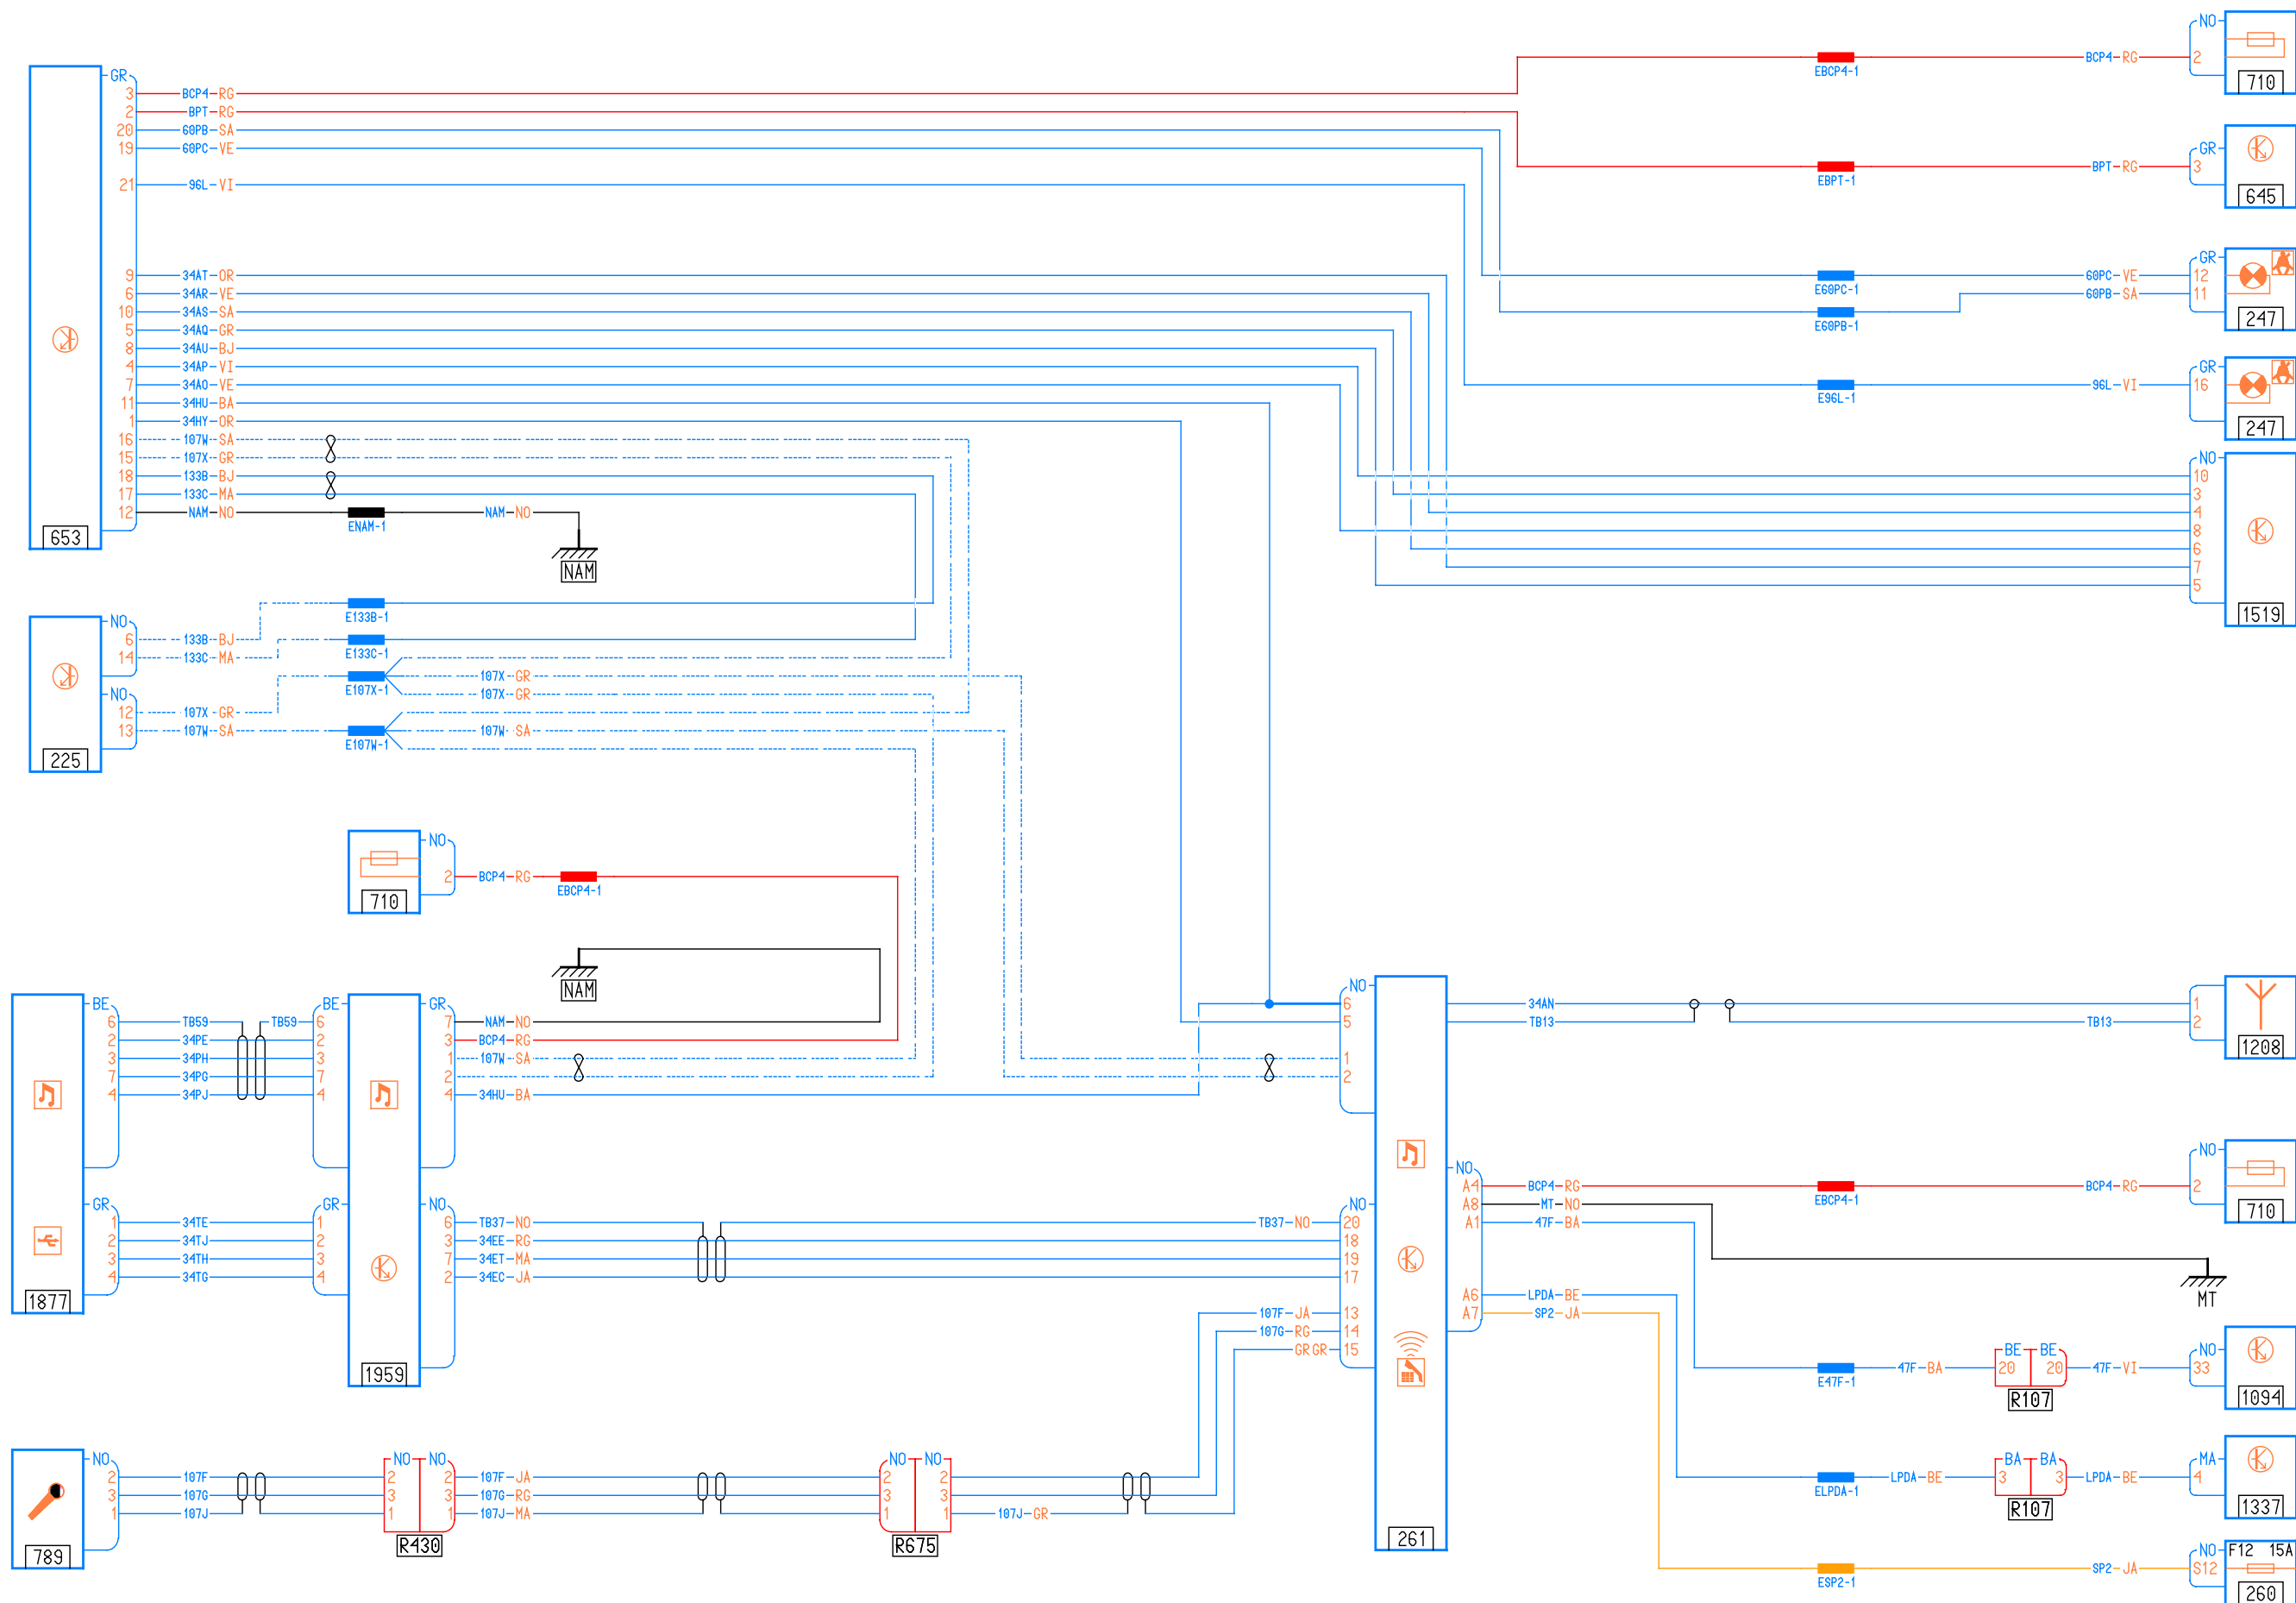 NO
2 BCP4 RG EBCP4-1 BCP4 RG
710
GR
3 BCP4 RG
2 BPT RG
20 60PB SA
19 60PC VE
21 96L VI
9 34AT OR
6 34AR VE
10 34AS SA
5 34AQ GR
8 34AU BJ
4 34AP VI
7 34AO VE
11 34HU BA
1 34HY OR
16 107W SA
15 107X GR
18 133B BJ
17 133C MA
12 NAM NO ENAM-1 NAM NO
653
NAM
GR
EBPT-1 BPT RG 3
645
GR
E60PC-1 60PC VE 12
E60PB-1 60PB SA 11
247
GR
E96L-1 96L VI 16
247
NO
10
3
4
8
6
7
5
1519
NO
6 133B BJ E133B-1
14 133C MA E133C-1
E107X-1 107X GR
107X GR
NO
12 107X GR
13 107W SA E107W-1 107W SA
225
NO
2 BCP4 RG EBCP4-1
710
NAM
BE
6 TB59 TB59 6
2 34PE 2
3 34PH 3
7 34PG 7
4 34PJ 4
BE
GR
7 NAM NO
3 BCP4 RG
1 107W SA
2
4 34HU BA
NO
6
5
1
2
34AN 1
TB13 TB13 2
1208
GR
1 34TE 1
2 34TJ 2
3 34TH 3
4 34TG 4
1877
GR
NO
6 TB37 NO TB37 NO 20
3 34EE RG 18
7 34ET MA 19
2 34EC JA 17
1959
NO
107F JA 13
107G RG 14
GR GR 15
NO
A4 BCP4 RG EBCP4-1 BCP4 RG 2
NO
710
A8 MT NO
A1 47F BA
A6 LPDA BE
A7 SP2 JA
MT
E47F-1 47F BA 20 BE BE 20 47F VI 33
NO
R107
1094
ELPDA-1 LPDA BE 3 BA BA 3 LPDA BE 4
MA
R107
1337
NO
2 107F 2
3 107G 3
1 107J 1
789
NO NO
2 107F JA 2
3 107G RG 3
1 107J MA 1
R430
NO NO
2
3
1 107J GR
R675
261
ESP2-1 SP2 JA S12
NO F12 15A
260